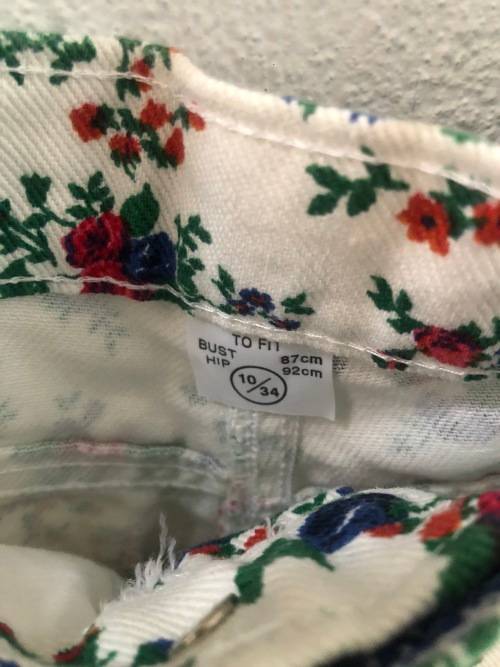 TO FIT
BUST 87cm
HIP 92cm
10/34